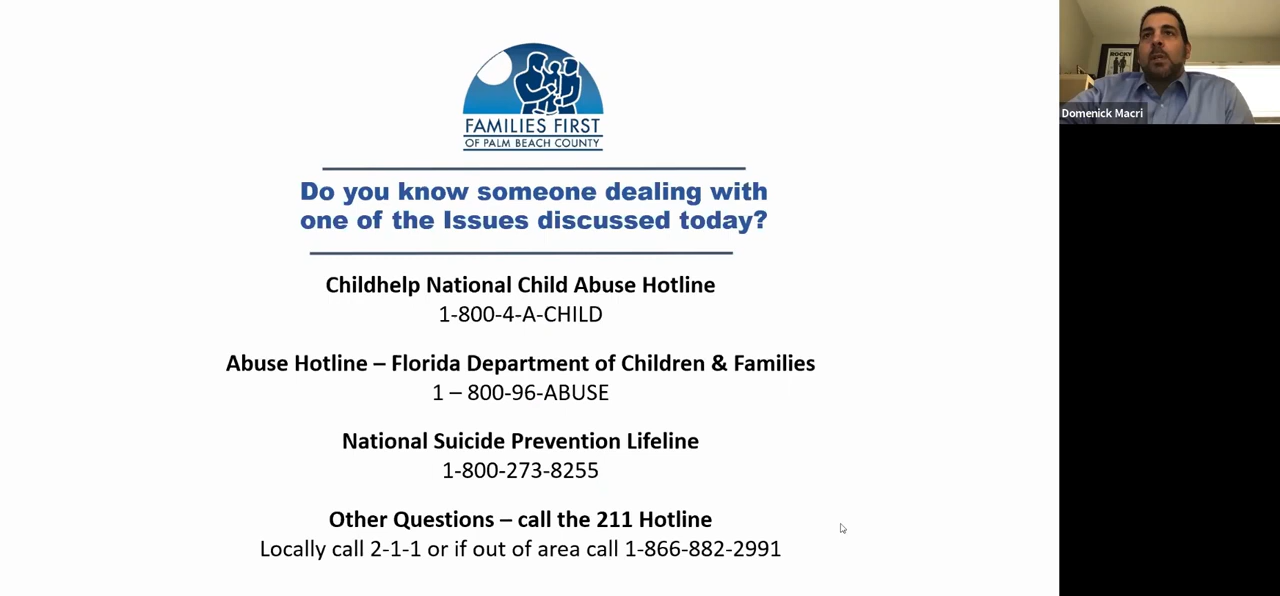 FAMILIES FIRST
OF PALM BEACH COUNTY
Do you know someone dealing with
one of the Issues discussed today?
Childhelp National Child Abuse Hotline
1-800-4-A-CHILD
Abuse Hotline – Florida Department of Children & Families
1 – 800-96-ABUSE
National Suicide Prevention Lifeline
1-800-273-8255
Other Questions – call the 211 Hotline
Locally call 2-1-1 or if out of area call 1-866-882-2991
ROCKY
Domenick Macri